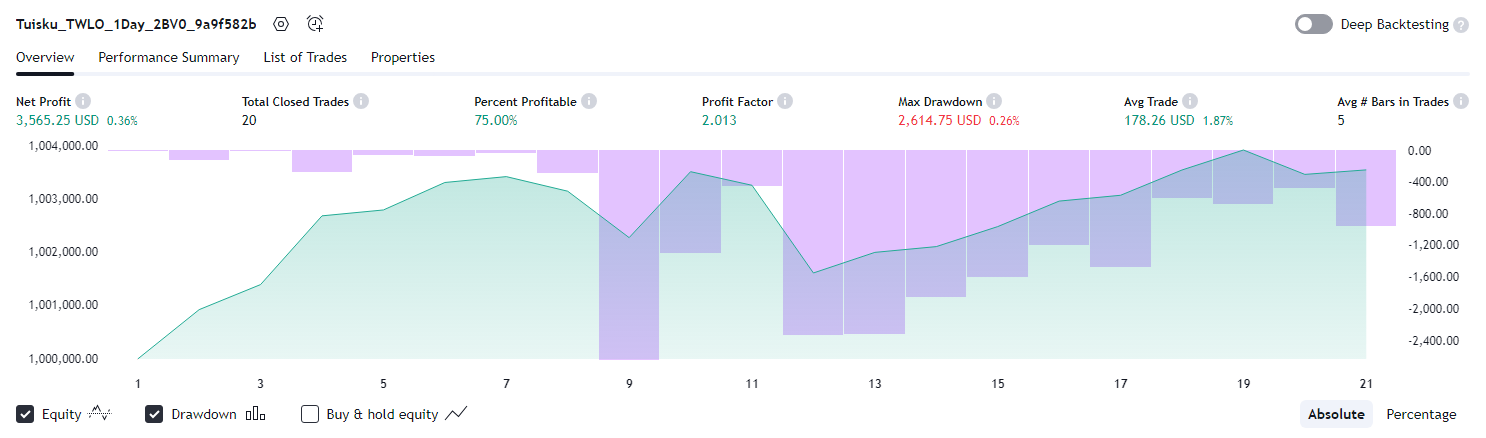 Tuisku_TWLO_1Day_2BV0_9a9f582b
Deep Backtesting ?
Overview Performance Summary List of Trades Properties
Net Profit Total Closed Trades Percent Profitable Profit Factor Max Drawdown Avg Trade Avg # Bars in Trades
3,565.25 USD 0.36% 20 75.00% 2.013 2,614.75 USD 0.26% 178.26 USD 1.87% 5
1,004,000.00 0.00
-400.00
1,003,000.00
-800.00
1,002,000.00 -1,200.00
-1,600.00
1,001,000.00 -2,000.00
-2,400.00
1,000,000.00
1 3 5 7 9 11 13 15 17 19 21
Equity Drawdown Buy & hold equity Absolute Percentage